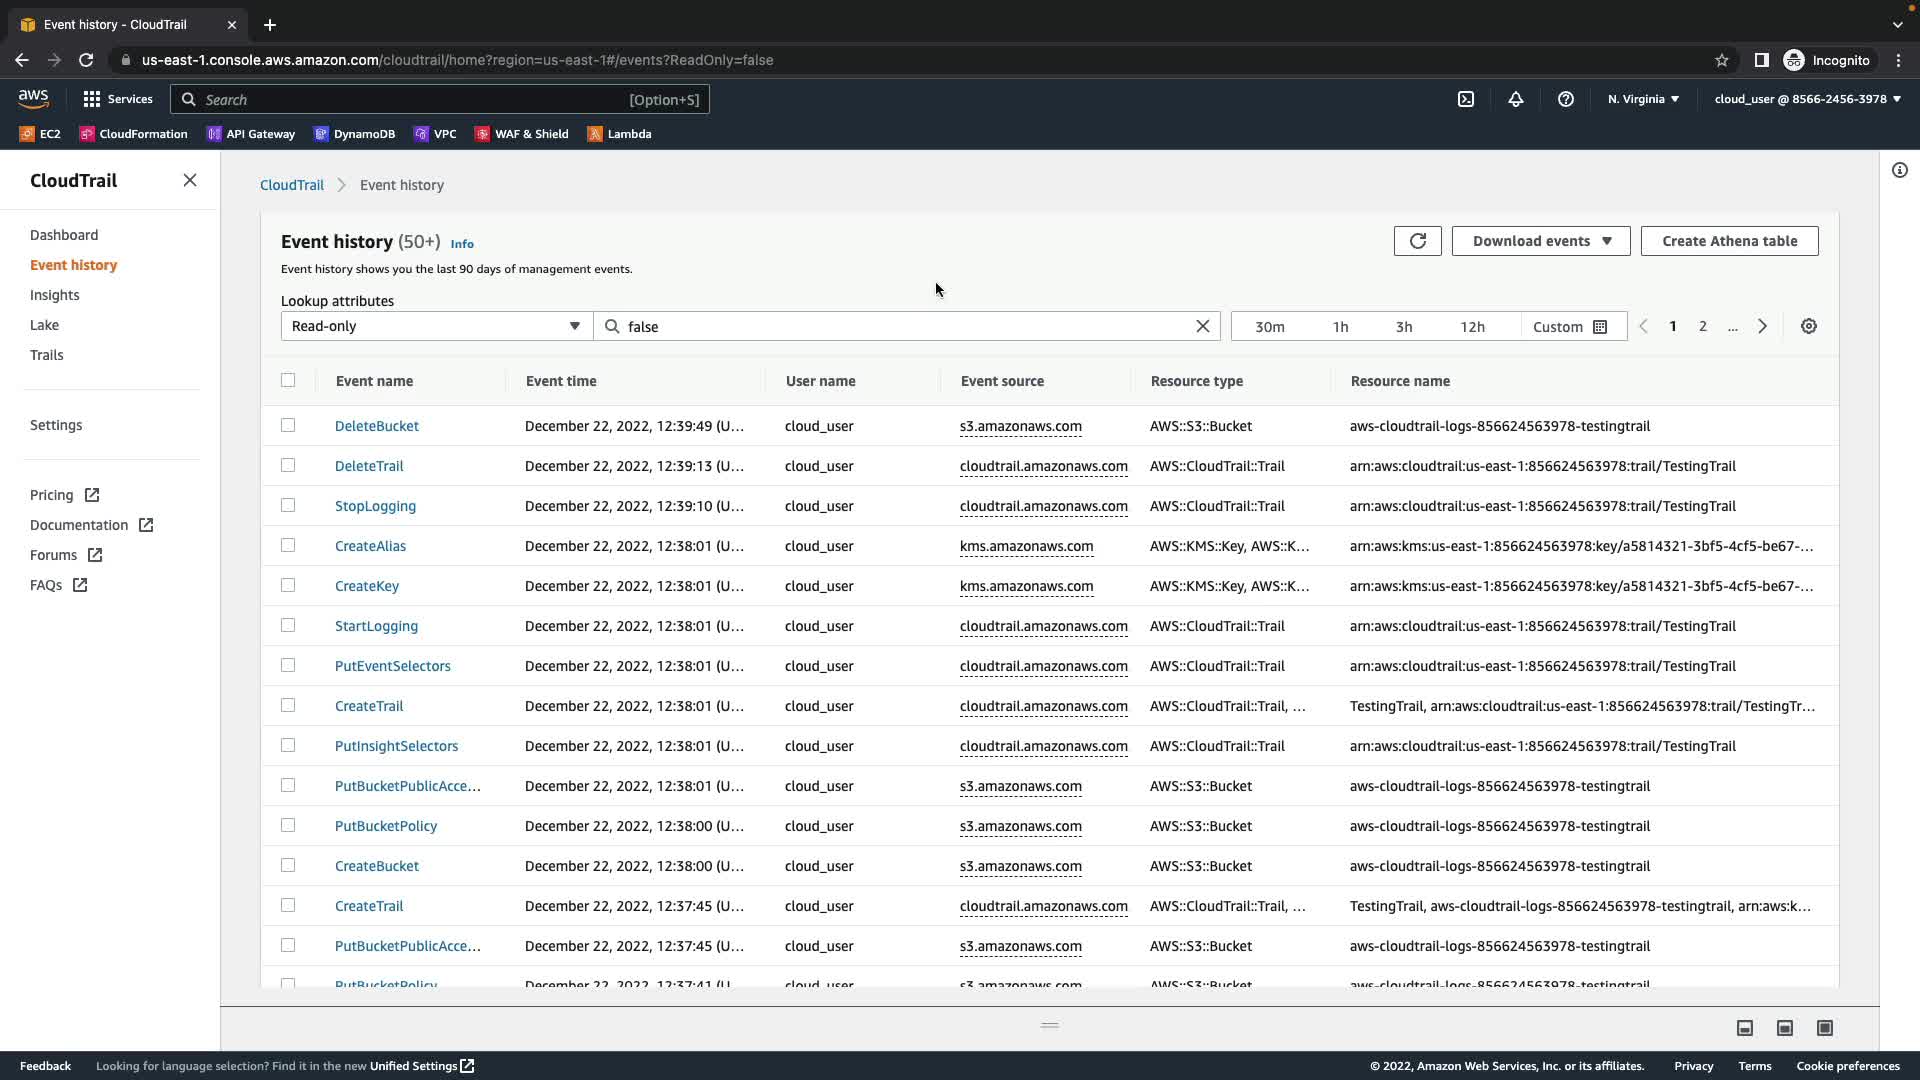 Event history - CloudTrail
us-east-1.console.aws.amazon.com/cloudtrail/home?region=us-east-1#/events?ReadOnly=false
Incognito
aws
Services
Search
[Option+S]
N. Virginia
cloud_user @ 8566-2456-3978
EC2
CloudFormation
API Gateway
DynamoDB
VPC
WAF & Shield
Lambda
CloudTrail
Dashboard
Event history
Insights
Lake
Trails
Settings
Pricing
Documentation
Forums
FAQs
CloudTrail
Event history
Event history (50+) Info
Event history shows you the last 90 days of management events.
Download events
Create Athena table
Lookup attributes
Read-only
false
30m 1h 3h 12h Custom
1 2 ...
Event name Event time User name Event source Resource type Resource name
DeleteBucket December 22, 2022, 12:39:49 (U... cloud_user s3.amazonaws.com AWS::S3::Bucket aws-cloudtrail-logs-856624563978-testingtrail
DeleteTrail December 22, 2022, 12:39:13 (U... cloud_user cloudtrail.amazonaws.com AWS::CloudTrail::Trail arn:aws:cloudtrail:us-east-1:856624563978:trail/TestingTrail
StopLogging December 22, 2022, 12:39:10 (U... cloud_user cloudtrail.amazonaws.com AWS::CloudTrail::Trail arn:aws:cloudtrail:us-east-1:856624563978:trail/TestingTrail
CreateAlias December 22, 2022, 12:38:01 (U... cloud_user kms.amazonaws.com AWS::KMS::Key, AWS::K... arn:aws:kms:us-east-1:856624563978:key/a5814321-3bf5-4cf5-be67-...
CreateKey December 22, 2022, 12:38:01 (U... cloud_user kms.amazonaws.com AWS::KMS::Key, AWS::K... arn:aws:kms:us-east-1:856624563978:key/a5814321-3bf5-4cf5-be67-...
StartLogging December 22, 2022, 12:38:01 (U... cloud_user cloudtrail.amazonaws.com AWS::CloudTrail::Trail arn:aws:cloudtrail:us-east-1:856624563978:trail/TestingTrail
PutEventSelectors December 22, 2022, 12:38:01 (U... cloud_user cloudtrail.amazonaws.com AWS::CloudTrail::Trail arn:aws:cloudtrail:us-east-1:856624563978:trail/TestingTrail
CreateTrail December 22, 2022, 12:38:01 (U... cloud_user cloudtrail.amazonaws.com AWS::CloudTrail::Trail, ... TestingTrail, arn:aws:cloudtrail:us-east-1:856624563978:trail/TestingTr...
PutInsightSelectors December 22, 2022, 12:38:01 (U... cloud_user cloudtrail.amazonaws.com AWS::CloudTrail::Trail arn:aws:cloudtrail:us-east-1:856624563978:trail/TestingTrail
PutBucketPublicAcce... December 22, 2022, 12:38:01 (U... cloud_user s3.amazonaws.com AWS::S3::Bucket aws-cloudtrail-logs-856624563978-testingtrail
PutBucketPolicy December 22, 2022, 12:38:00 (U... cloud_user s3.amazonaws.com AWS::S3::Bucket aws-cloudtrail-logs-856624563978-testingtrail
CreateBucket December 22, 2022, 12:38:00 (U... cloud_user s3.amazonaws.com AWS::S3::Bucket aws-cloudtrail-logs-856624563978-testingtrail
CreateTrail December 22, 2022, 12:37:45 (U... cloud_user cloudtrail.amazonaws.com AWS::CloudTrail::Trail, ... TestingTrail, aws-cloudtrail-logs-856624563978-testingtrail, arn:aws:k...
PutBucketPublicAcce... December 22, 2022, 12:37:45 (U... cloud_user s3.amazonaws.com AWS::S3::Bucket aws-cloudtrail-logs-856624563978-testingtrail
PutBucketPolicy December 22, 2022, 12:37:41 (U... cloud_user s3.amazonaws.com AWS::S3::Bucket aws-cloudtrail-logs-856624563978-testingtrail
Feedback
Looking for language selection? Find it in the new Unified Settings
© 2022, Amazon Web Services, Inc. or its affiliates.
Privacy
Terms
Cookie preferences